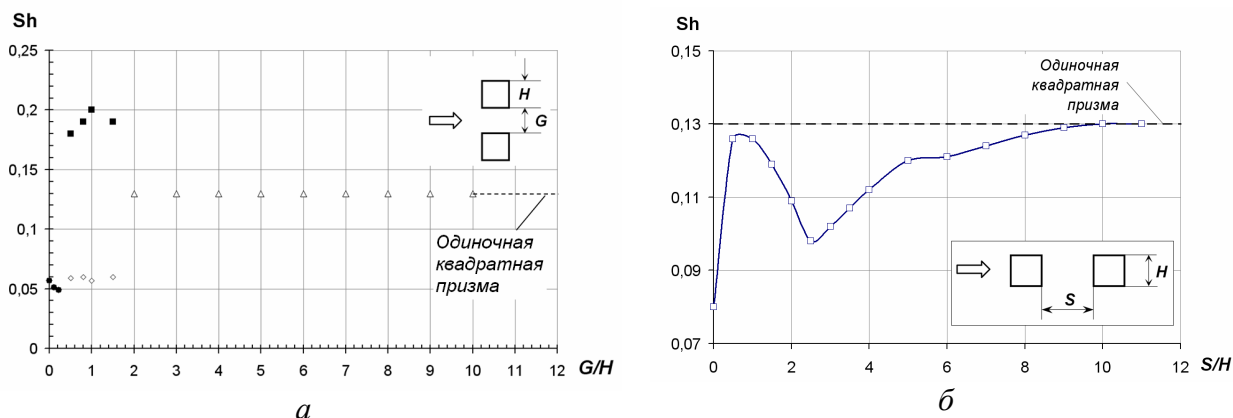 Sh
0,25
0,2
0,15
0,1
0,05
0
0 1 2 3 4 5 6 7 8 9 10 11 12 G/H
H
G
Одиночная
квадратная
призма
а
Sh
0,15
0,13
0,11
0,09
0,07
0 2 4 6 8 10 12 S/H
Одиночная
квадратная
призма
H
S
б